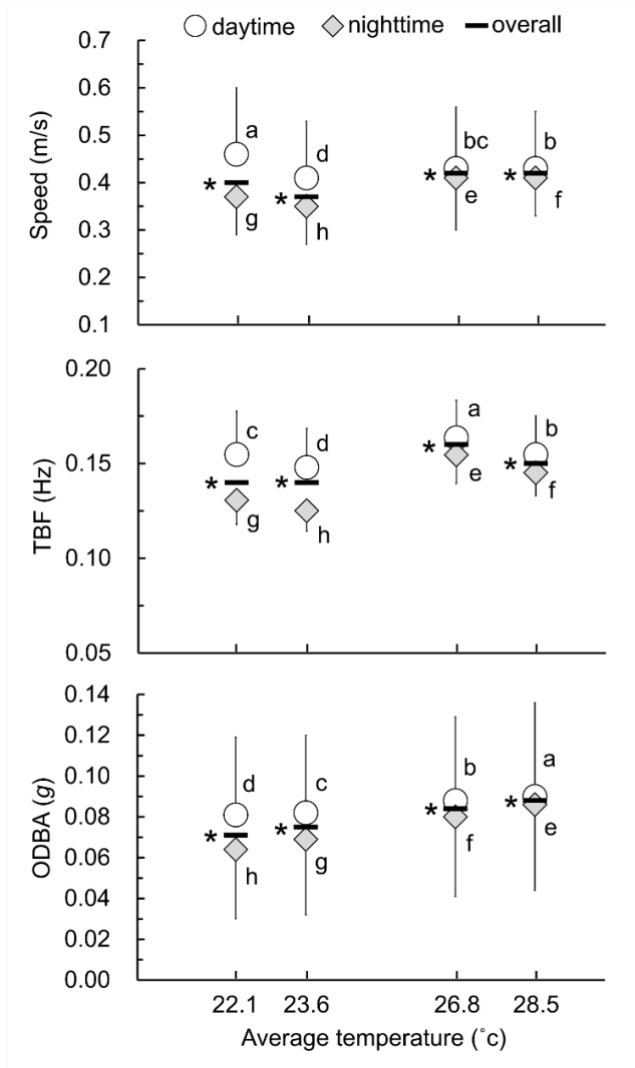 daytime nighttime overall
0.7
0.6
0.5
0.4
0.3
0.2
0.1
Speed (m/s)
a
d
bc
b
* * * *
g
h
e
f
0.20
0.15
0.10
0.05
TBF (Hz)
c
d
a
b
* * * *
g
h
e
f
0.14
0.12
0.10
0.08
0.06
0.04
0.02
0.00
ODBA (g)
d
c
b
a
* * * *
h
g
f
e
22.1 23.6 26.8 28.5
Average temperature (˚c)